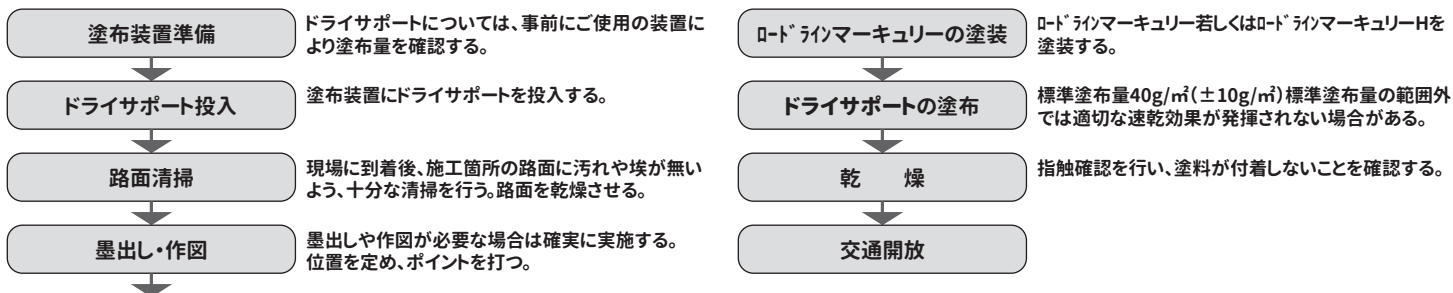 塗布装置準備
ドライサポートについては、事前にご使用の装置に
より塗布量を確認する。
ドライサポート投入
塗布装置にドライサポートを投入する。
路面清掃
現場に到着後、施工箇所の路面に汚れや埃が無い
よう、十分な清掃を行う。路面を乾燥させる。
墨出し・作図
墨出しや作図が必要な場合は確実に実施する。
位置を定め、ポイントを打つ。
ﾛｰﾄﾞﾗｲﾝマーキュリーの塗装
ﾛｰﾄﾞﾗｲﾝマーキュリー若しくはﾛｰﾄﾞﾗｲﾝマーキュリーHを
塗装する。
ドライサポートの塗布
標準塗布量40g/㎡(±10g/㎡)標準塗布量の範囲外
では適切な速乾効果が発揮されない場合がある。
乾　燥
指触確認を行い、塗料が付着しないことを確認する。
交通開放